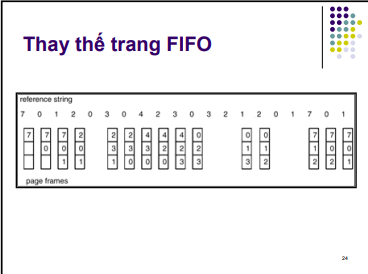 Thay thế trang FIFO
reference string
7 0 1 2 0 3 0 4 2 3 0 3 2 1 2 0 1 7 0 1
7 7 7 2 2 2 4 4 4 0 0 0 7 7 7
0 0 0 3 3 3 2 2 2 1 1 1 0 0
1 1 1 0 0 0 3 3 3 2 2 2 1
page frames
24